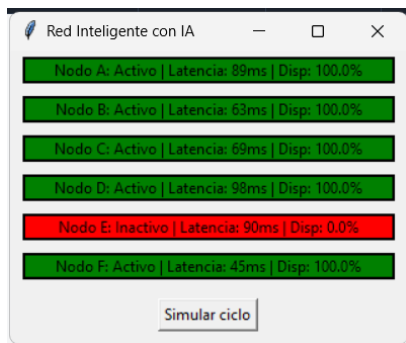 Red Inteligente con IA
Nodo A: Activo | Latencia: 89ms | Disp: 100.0%
Nodo B: Activo | Latencia: 63ms | Disp: 100.0%
Nodo C: Activo | Latencia: 69ms | Disp: 100.0%
Nodo D: Activo | Latencia: 98ms | Disp: 100.0%
Nodo E: Inactivo | Latencia: 90ms | Disp: 0.0%
Nodo F: Activo | Latencia: 45ms | Disp: 100.0%
Simular ciclo